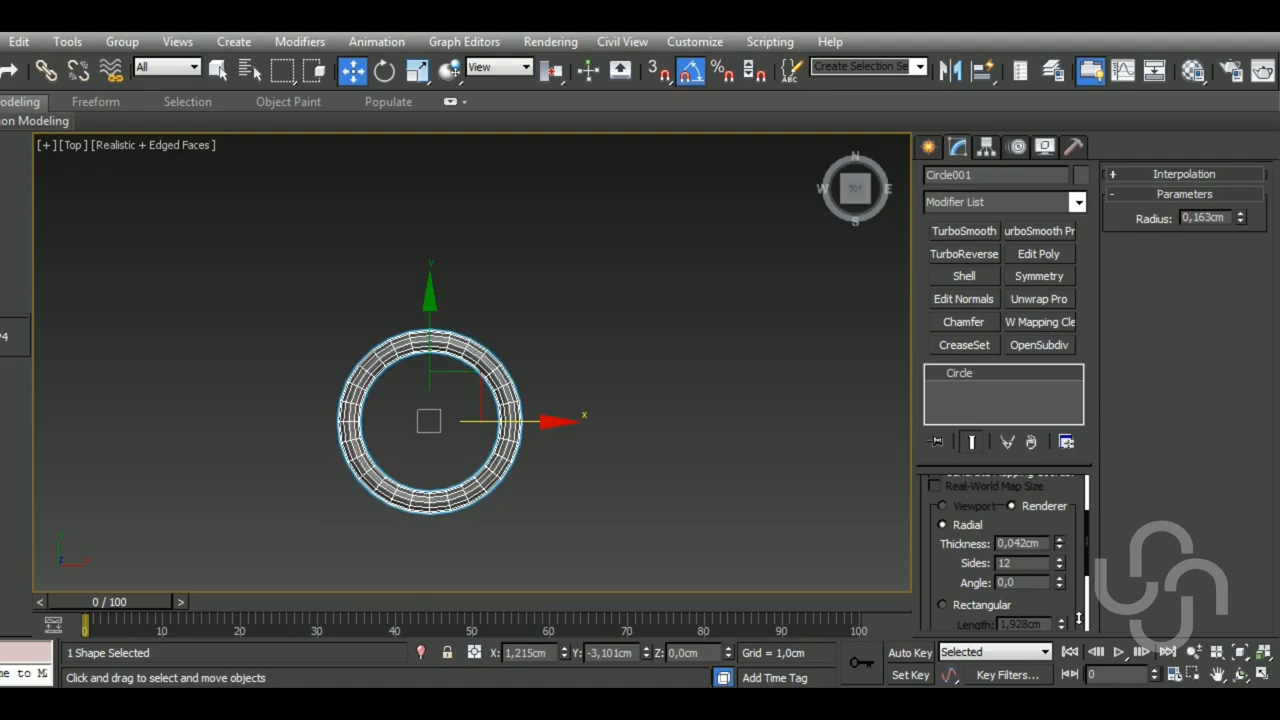 Edit Tools Group Views Create Modifiers Animation Graph Editors Rendering Civil View Customize Scripting Help
All View 3 Create Selection Se
odeling Freeform Selection Object Paint Populate
on Modeling
[+][Top][Realistic + Edged Faces]
N
W TOP E
S
Circle001
Modifier List
TurboSmooth urboSmooth Pr
TurboReverse Edit Poly
Shell Symmetry
Edit Normals Unwrap Pro
Chamfer W Mapping Cle
CreaseSet OpenSubdiv
Circle
+ Interpolation
- Parameters
Radius: 0,163cm
Y
x
P4
Real-World Map Size
Viewport Renderer
Radial
Thickness: 0,042cm
Sides: 12
Angle: 0,0
Rectangular
Length: 1,928cm
z
< 0 / 100 >
0 10 20 30 40 50 60 70 80 90 100
1 Shape Selected X: 1,215cm Y: -3,101cm Z: 0,0cm Grid = 1,0cm Auto Key Selected
Click and drag to select and move objects Add Time Tag Set Key Key Filters... 0